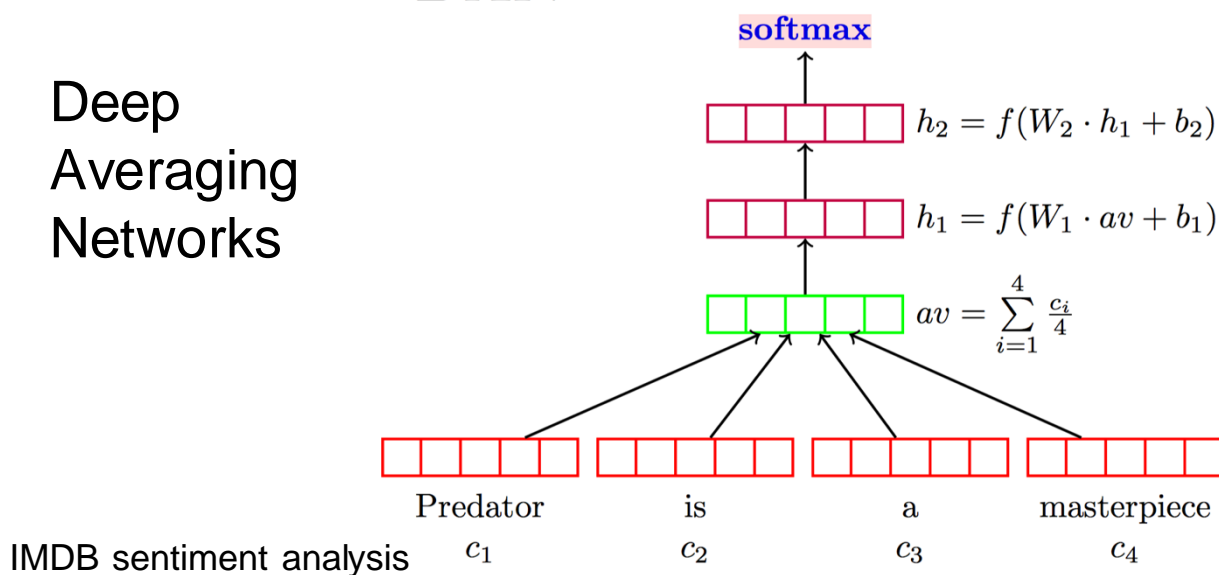 softmax
Deep
Averaging
Networks
h₂ = f(W₂ · h₁ + b₂)
h₁ = f(W₁ · av + b₁)
av = ∑_{i=1}^{4} c_i/4
Predator is a masterpiece
IMDB sentiment analysis c₁ c₂ c₃ c₄